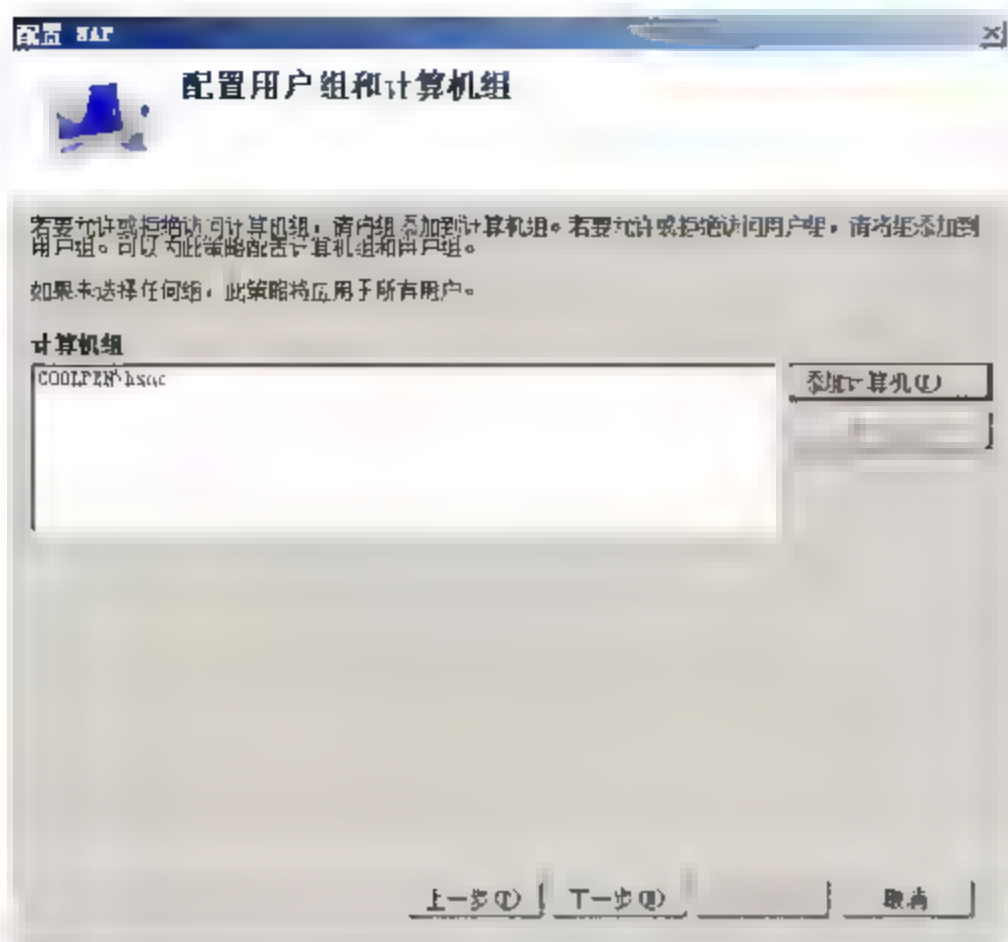 配置 NAP
配置用户组和计算机组
若要允许或拒绝访问计算机组，请将组添加到计算机组。若要允许或拒绝访问用户组，请将组添加到
用户组。可以为此策略配置计算机组和用户组。
如果未选择任何组，此策略将应用于所有用户。
计算机组
COOLPEN\
添加计算机
上一步
下一步
取消